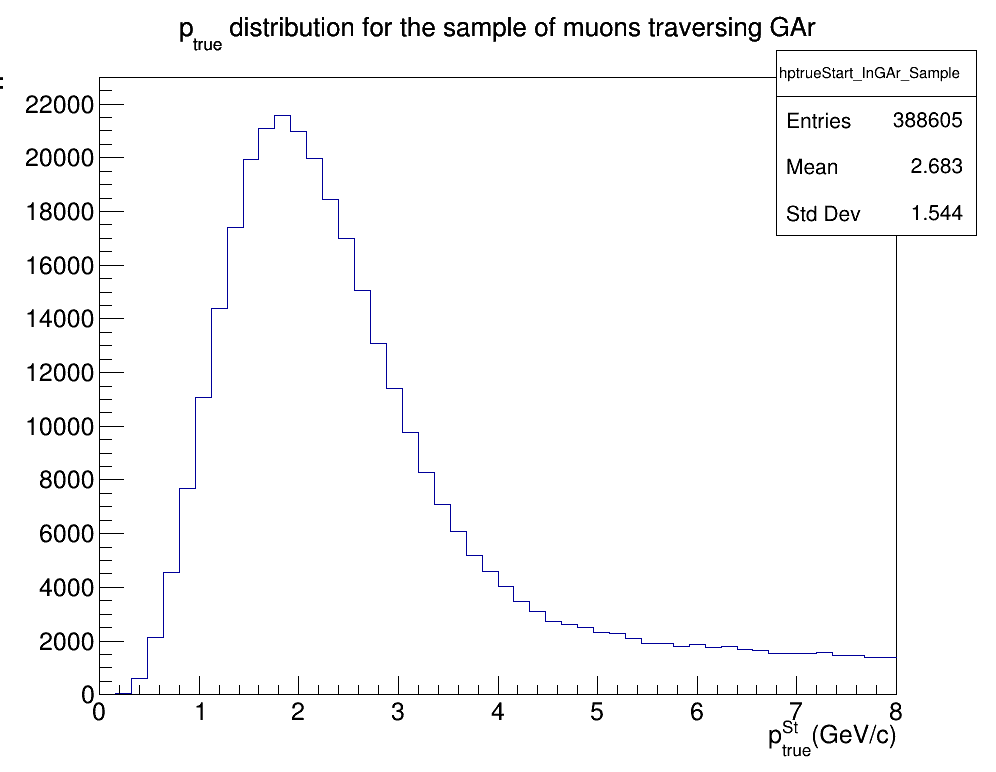 p_true distribution for the sample of muons traversing GAr
hptrueStart_InGAr_Sample
Entries 388605
Mean 2.683
Std Dev 1.544
22000
20000
18000
16000
14000
12000
10000
8000
6000
4000
2000
0
0 1 2 3 4 5 6 7 8
p^St_true (GeV/c)